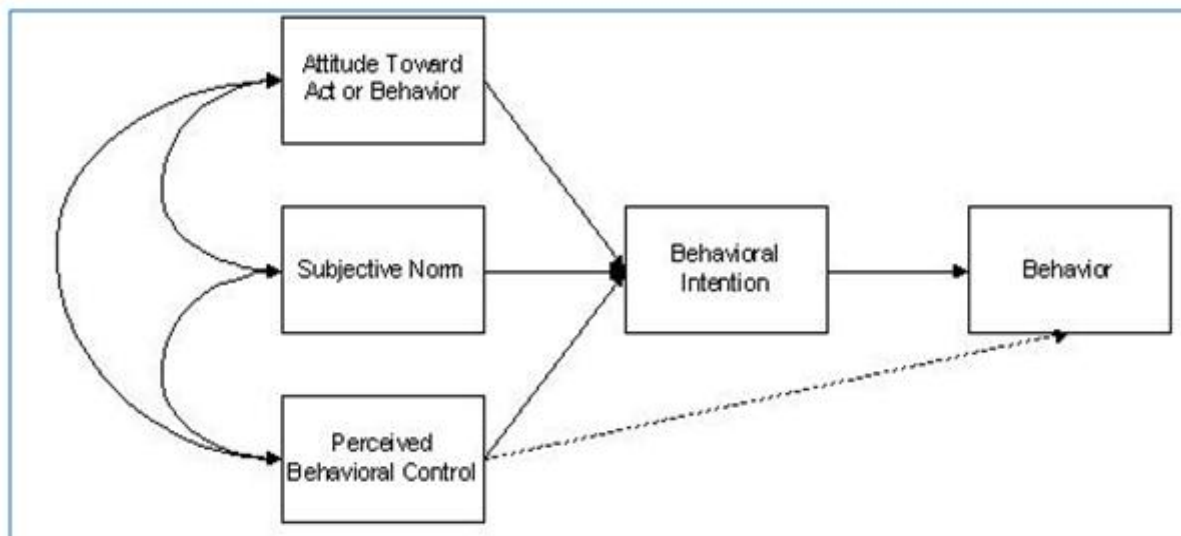 Attitude Toward
Act or Behavior
Subjective Norm
Behavioral
Intention
Behavior
Perceived
Behavioral Control